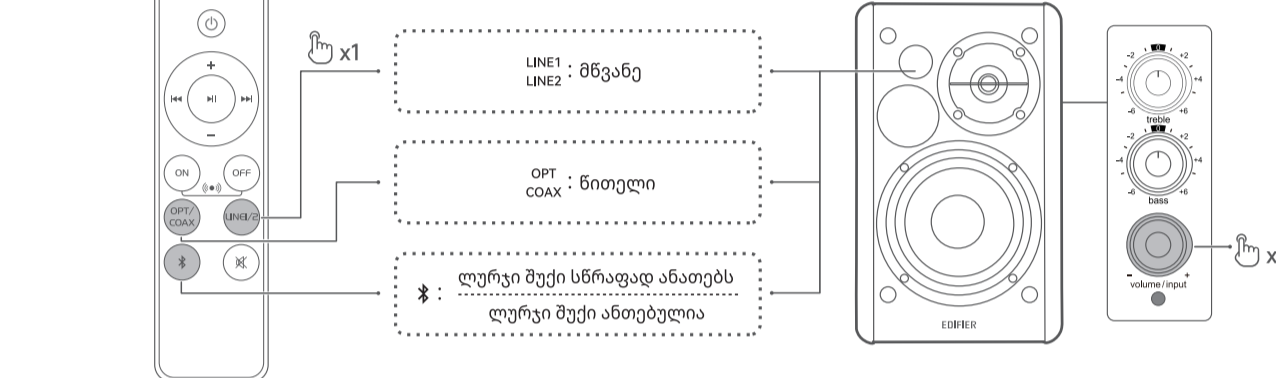 x1
LINE1
LINE2 : მწვანე
OPT
COAX : წითელი
ლურჯი შუქი სწრაფად ანათებს
ლურჯი შუქი ანთებულია
ON
OFF
OPT/
COAX
LINE1/2
EDIFIER
-2 0 +2
-4 +4
-6 +6
treble
-2 0 +2
-4 +4
-6 +6
bass
- +
volume/input
x